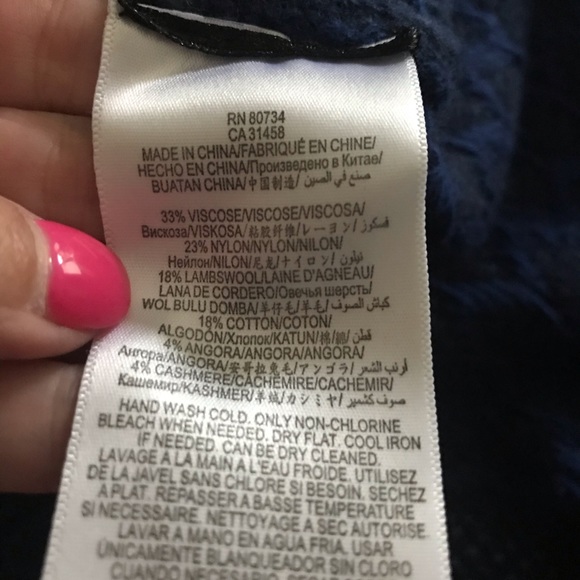 RN 80734
CA 31458
MADE IN CHINA/FABRIQUÉ EN CHINE/
HECHO EN CHINA/Произведено в Китае/
BUATAN CHINA/中国制造/صنع في الصين
33% VISCOSE/VISCOSE/VISCOSA/
Вискоза/VISKOSA/粘胶纤维/レーヨン/فسكوز
23% NYLON/NYLON/NILON/
Нейлон/NILON/尼龙/ナイロン/نيلون
18% LAMBSWOOL/LAINE D'AGNEAU/
LANA DE CORDERO/Овечья шерсть/
WOL BULU DOMBA/羊仔毛/羊毛/كباش الصوف
18% COTTON/COTON/
ALGODÓN/Хлопок/KATUN/棉/綿/قطن
4% ANGORA/ANGORA/ANGORA/
Ангора/ANGORA/安哥拉兔毛/アンゴラ/أرنب الشعر
4% CASHMERE/CACHEMIRE/CACHEMIR/
Кашемир/KASHMER/羊绒/カシミヤ/صوف كشمير
HAND WASH COLD. ONLY NON-CHLORINE
BLEACH WHEN NEEDED. DRY FLAT. COOL IRON
IF NEEDED. CAN BE DRY CLEANED.
LAVAGE A LA MAIN A L'EAU FROIDE. UTILISEZ
DE LA JAVEL SANS CHLORE SI BESOIN. SECHEZ
A PLAT. REPASSER A BASSE TEMPERATURE
SI NECESSAIRE. NETTOYAGE A SEC AUTORISE.
LAVAR A MANO EN AGUA FRIA. USAR
ÚNICAMENTE BLANQUEADOR SIN CLORO
CUANDO